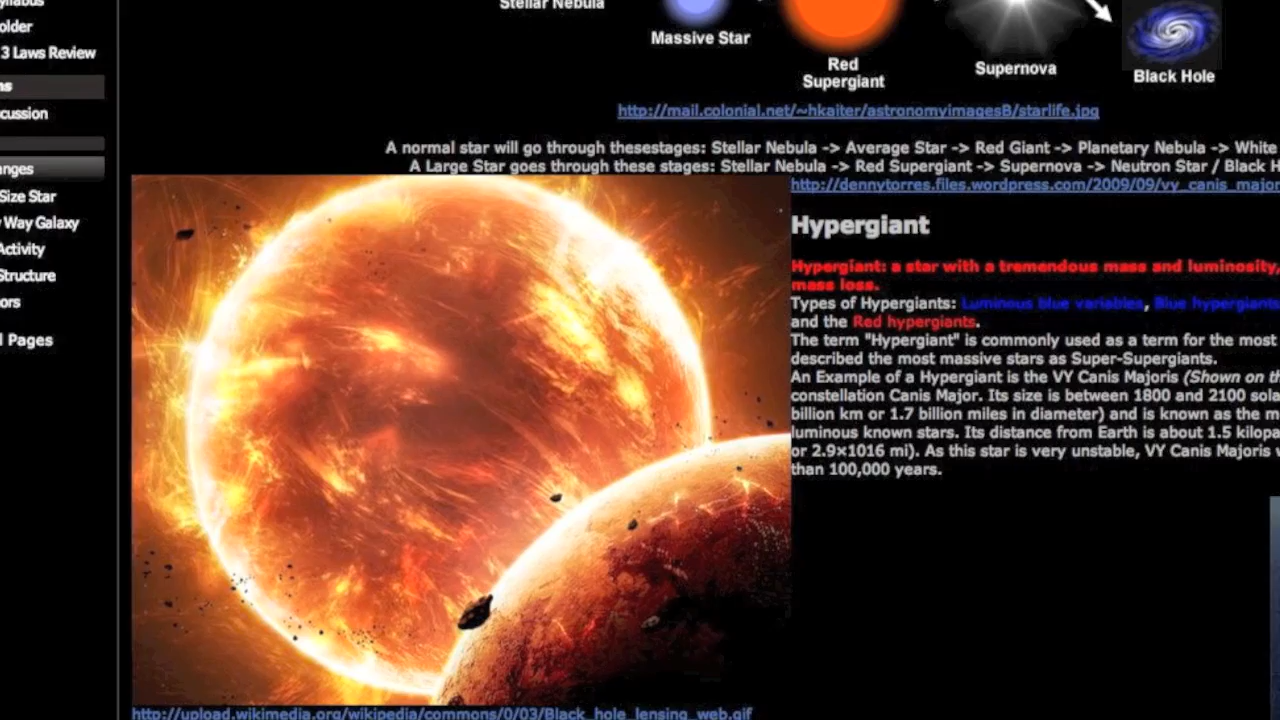 Stellar Nebula
Massive Star
Red
Supergiant
Supernova
Black Hole
http://mail.colonial.net/~hkaiter/astronomyimagesB/starlife.jpg
A normal star will go through thesestages: Stellar Nebula -> Average Star -> Red Giant -> Planetary Nebula -> White
A Large Star goes through these stages: Stellar Nebula -> Red Supergiant -> Supernova -> Neutron Star / Black H
older
3 Laws Review
ns
cussion
anges
Size Star
Way Galaxy
Activity
Structure
ors
l Pages
http://dennytorres.files.wordpress.com/2009/09/vy_canis_major
Hypergiant
Hypergiant: a star with a tremendous mass and luminosity,
mass loss.
Types of Hypergiants: Luminous blue variables, Blue hypergiants
and the Red hypergiants.
The term "Hypergiant" is commonly used as a term for the most
described the most massive stars as Super-Supergiants.
An Example of a Hypergiant is the VY Canis Majoris (Shown on th
constellation Canis Major. Its size is between 1800 and 2100 sola
billion km or 1.7 billion miles in diameter) and is known as the m
luminous known stars. Its distance from Earth is about 1.5 kilopa
or 2.9×1016 mi). As this star is very unstable, VY Canis Majoris w
than 100,000 years.
http://upload.wikimedia.org/wikipedia/commons/0/03/Black_hole_lensing_web.gif